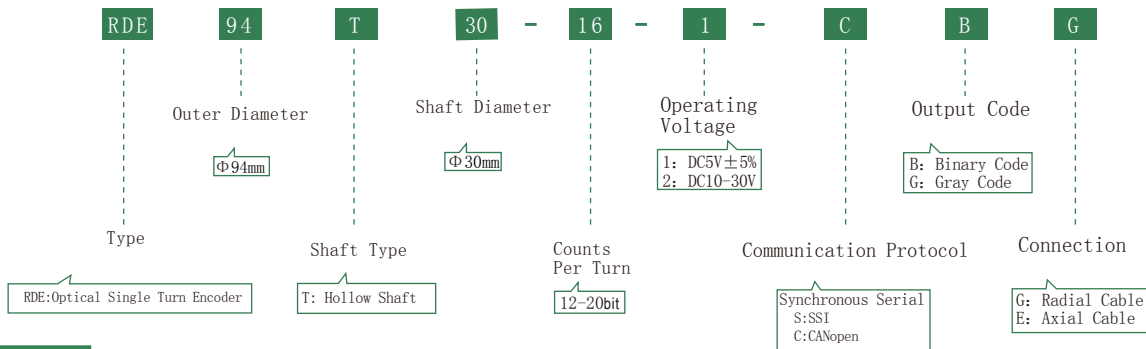 RDE 94 T 30 - 16 - 1 - C B G
Outer Diameter
Φ94mm
Shaft Diameter
Φ30mm
Operating
Voltage
1: DC5V±5%
2: DC10-30V
Output Code
B: Binary Code
G: Gray Code
Type
RDE:Optical Single Turn Encoder
Shaft Type
T: Hollow Shaft
Counts
Per Turn
12-20bit
Communication Protocol
Synchronous Serial
S:SSI
C:CANopen
Connection
G: Radial Cable
E: Axial Cable